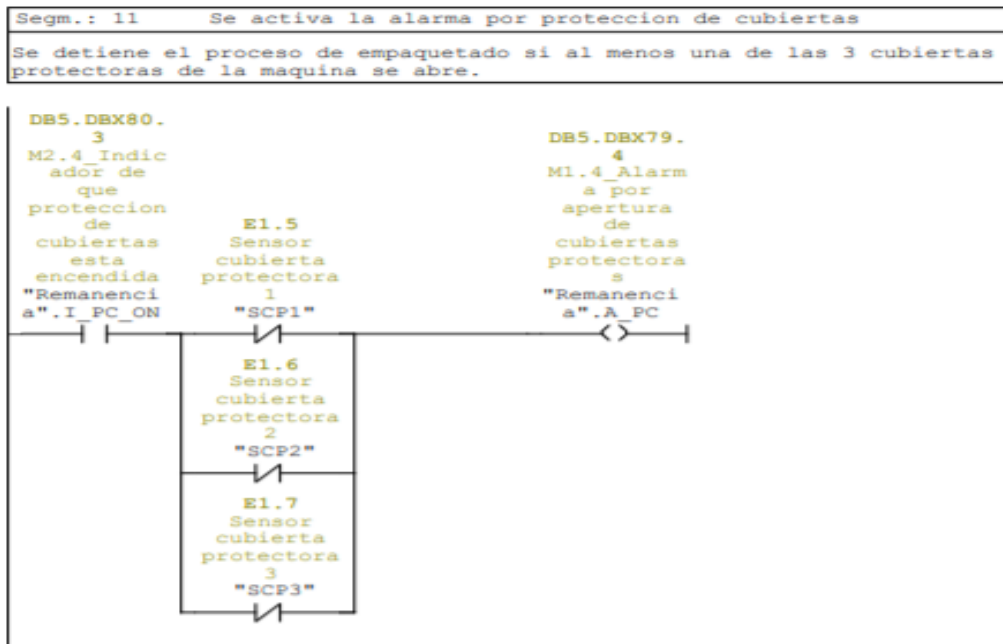 Segm.: 11 Se activa la alarma por proteccion de cubiertas
Se detiene el proceso de empaquetado si al menos una de las 3 cubiertas
protectoras de la maquina se abre.
DB5.DBX80.
3
M2.4_Indic
ador de
que
proteccion
de
cubiertas
esta
encendida
"Remanenci
a".I_PC_ON
E1.5
Sensor
cubierta
protectora
1
"SCP1"
DB5.DBX79.
4
M1.4_Alarm
a por
apertura
de
cubiertas
protectora
s
"Remanenci
a".A_PC
E1.6
Sensor
cubierta
protectora
2
"SCP2"
E1.7
Sensor
cubierta
protectora
3
"SCP3"